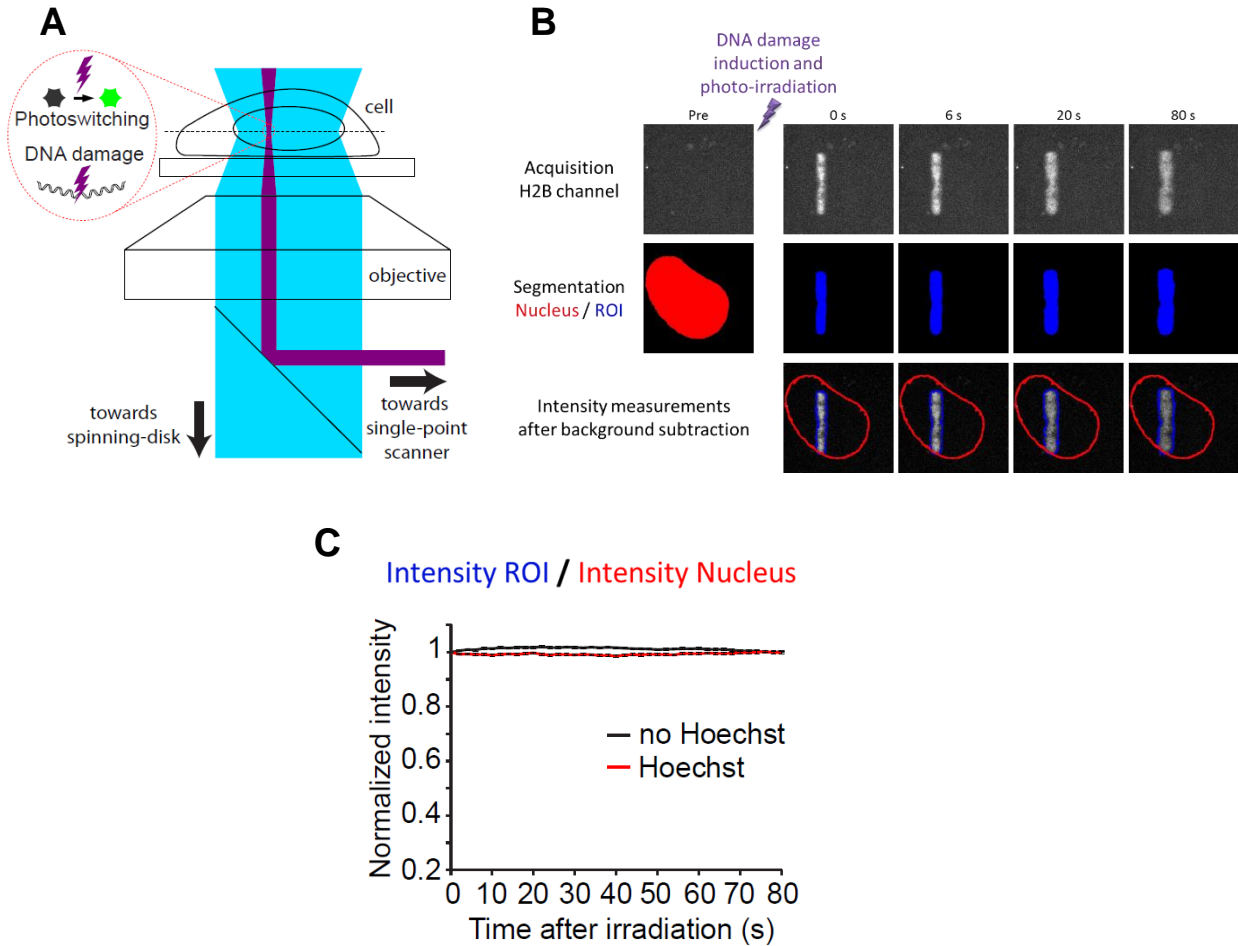 A
Photoswitching
DNA damage
cell
objective
towards
spinning-disk
towards
single-point
scanner
B
DNA damage
induction and
photo-irradiation
Pre
0 s
6 s
20 s
80 s
Acquisition
H2B channel
Segmentation
Nucleus / ROI
Intensity measurements
after background subtraction
C
Intensity ROI / Intensity Nucleus
Normalized intensity
1
0.8
0.6
0.4
0.2
no Hoechst
Hoechst
0 10 20 30 40 50 60 70 80
Time after irradiation (s)